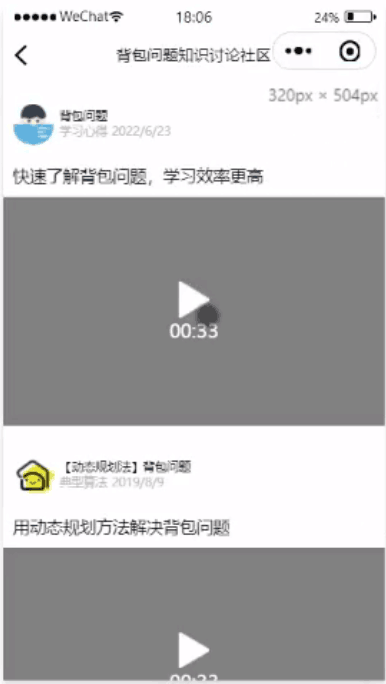 WeChat 18:06 24%
背包问题知识讨论社区
320px × 504px
背包问题
学习心得 2022/6/23
快速了解背包问题，学习效率更高
00:33
【动态规划法】背包问题
典型算法 2019/8/9
用动态规划方法解决背包问题
00:33